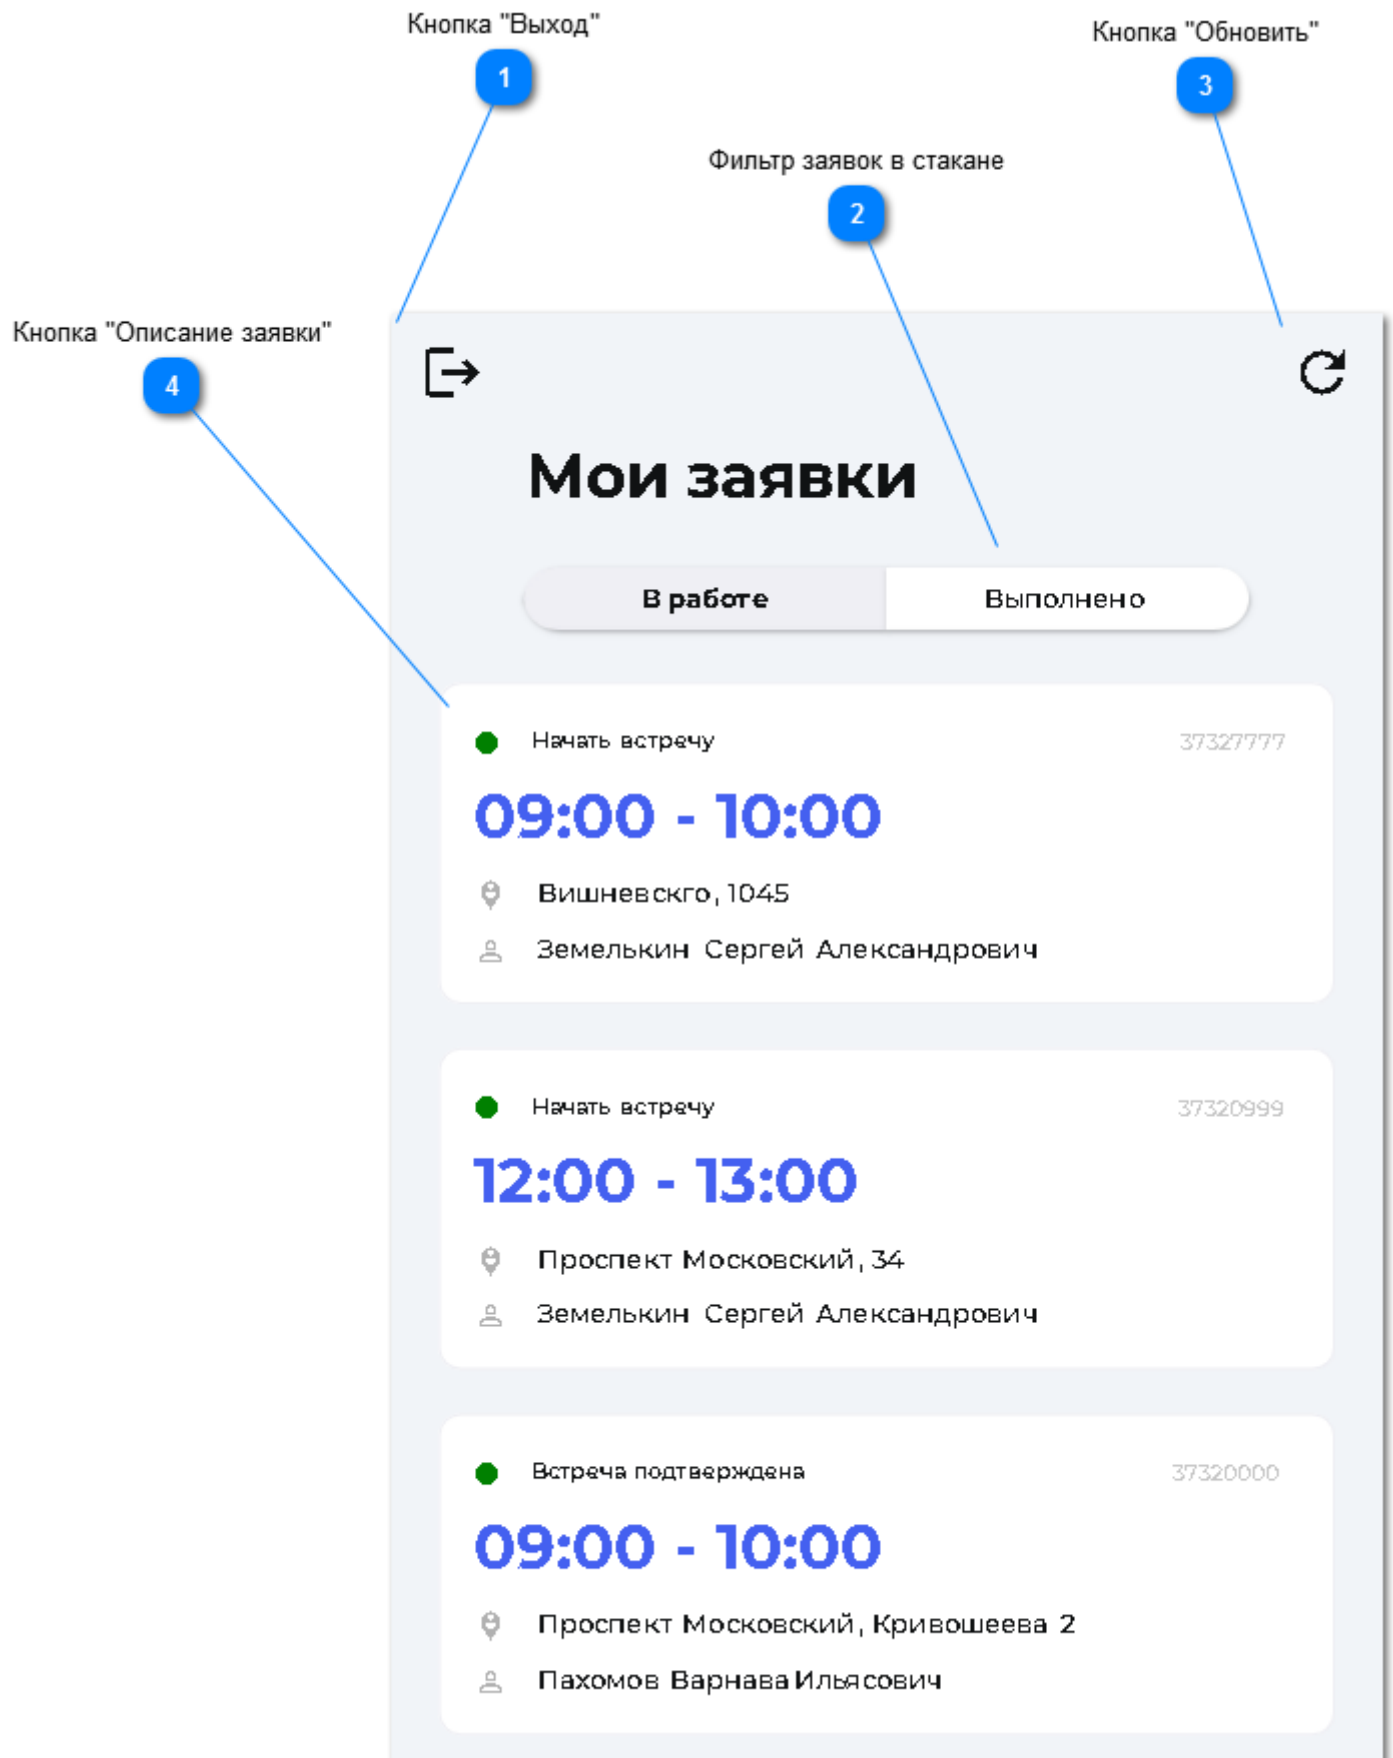 Кнопка "Выход"
1
Кнопка "Обновить"
3
Фильтр заявок в стакане
2
Кнопка "Описание заявки"
4
Мои заявки
В работе
Выполнено
Начать встречу
37327777
09:00 - 10:00
Вишневскго, 1045
Земелькин Сергей Александрович
Начать встречу
37320999
12:00 - 13:00
Проспект Московский, 34
Земелькин Сергей Александрович
Встреча подтверждена
37320000
09:00 - 10:00
Проспект Московский, Кривошеева 2
Пахомов Варнава Ильясович